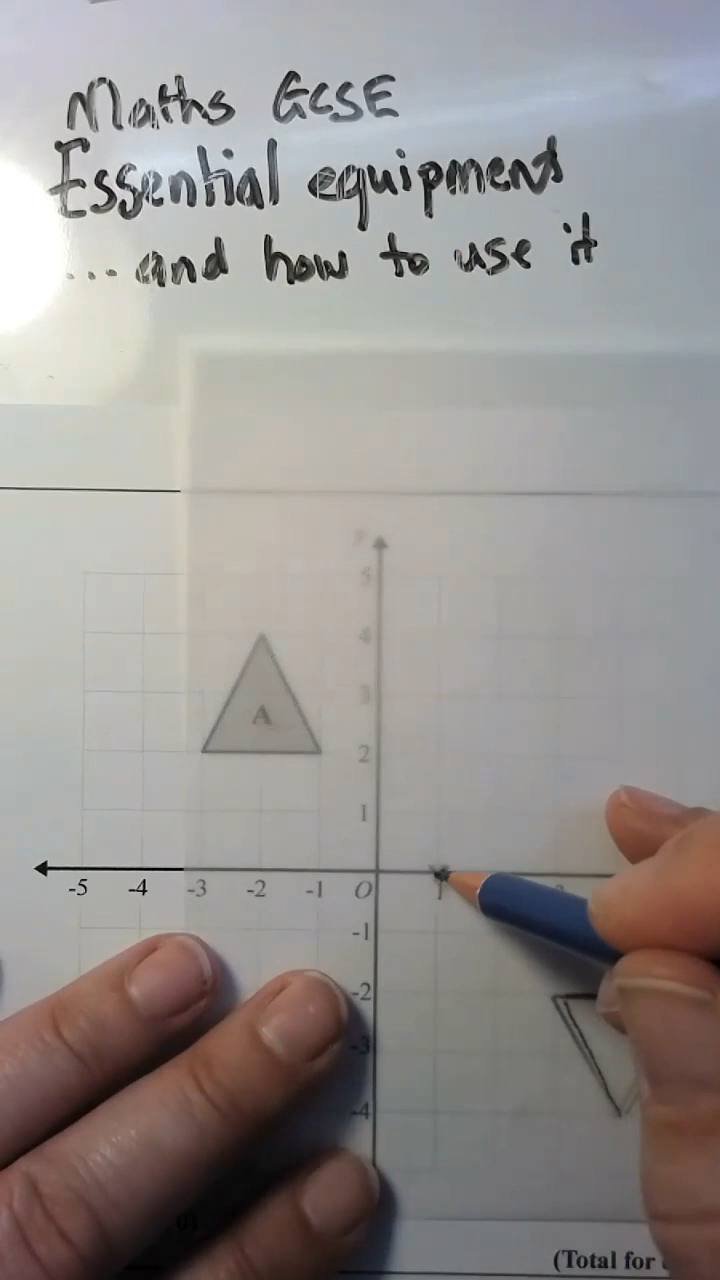 Maths GCSE
Essential equipment
...and how to use it
y
5
4
3
A
2
1
-5 -4 -3 -2 -1 O 1
-1
-2
-3
-4
(Total for